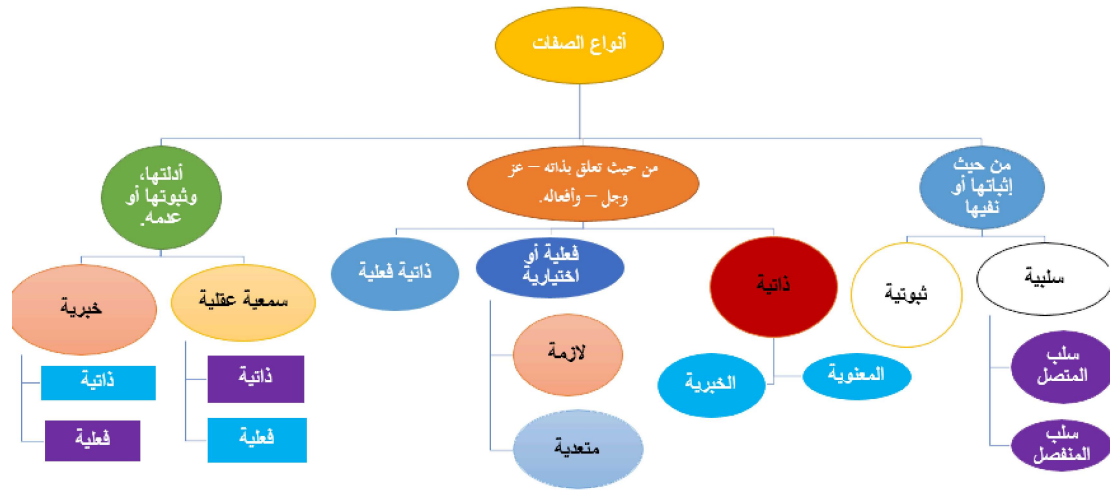 أنواع الصفات
من حيث
إثباتها أو
نفيها
من حيث تعلق بذاته – عز
وجل – وأفعاله.
أدلتها،
وثبوتها أو
عدمه.
سلبية
ثبوتية
ذاتية
فعلية أو
اختيارية
ذاتية فعلية
سمعية عقلية
خبرية
سلب
المتصل
سلب
المنفصل
المعنوية
الخبرية
لازمة
متعدية
ذاتية
فعلية
ذاتية
فعلية